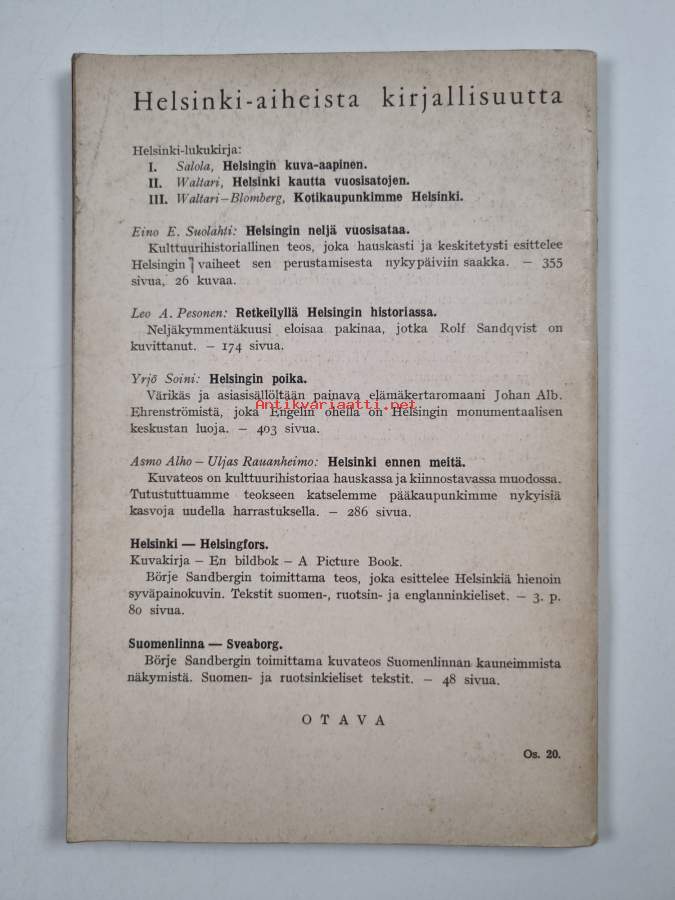 Helsinki-aiheista kirjallisuutta
Helsinki-lukukirja:
I. Salola, Helsingin kuva-aapinen.
II. Waltari, Helsinki kautta vuosisatojen.
III. Waltari–Blomberg, Kotikaupunkimme Helsinki.
Eino E. Suolahti: Helsingin neljä vuosisataa.
Kulttuurihistoriallinen teos, joka hauskasti ja keskitetysti esittelee
Helsingin vaiheet sen perustamisesta nykypäiviin saakka. – 355
sivua, 26 kuvaa.
Leo A. Pesonen: Retkeilyllä Helsingin historiassa.
Neljäkymmentäkuusi eloisaa pakinaa, jotka Rolf Sandqvist on
kuvittanut. – 174 sivua.
Yrjö Soini: Helsingin poika.
Värikäs ja asiasisällöltään painava elämäkertaromaani Johan Alb.
Antikvariaatti.net
Ehrenströmistä, joka Engelin ohella on Helsingin monumentaalisen
keskustan luoja. – 403 sivua.
Asmo Alho – Uljas Rauanheimo: Helsinki ennen meitä.
Kuvateos on kulttuurihistoriaa hauskassa ja kiinnostavassa muodossa.
Tutustuttuamme teokseen katselemme pääkaupunkimme nykyisiä
kasvoja uudella harrastuksella. – 286 sivua.
Helsinki — Helsingfors.
Kuvakirja – En bildbok – A Picture Book.
Börje Sandbergin toimittama teos, joka esittelee Helsinkiä hienoin
syväpainokuvin. Tekstit suomen-, ruotsin- ja englanninkieliset. – 3. p.
80 sivua.
Suomenlinna — Sveaborg.
Börje Sandbergin toimittama kuvateos Suomenlinnan kauneimmista
näkymistä. Suomen- ja ruotsinkieliset tekstit. – 48 sivua.
OTAVA
Os. 20.